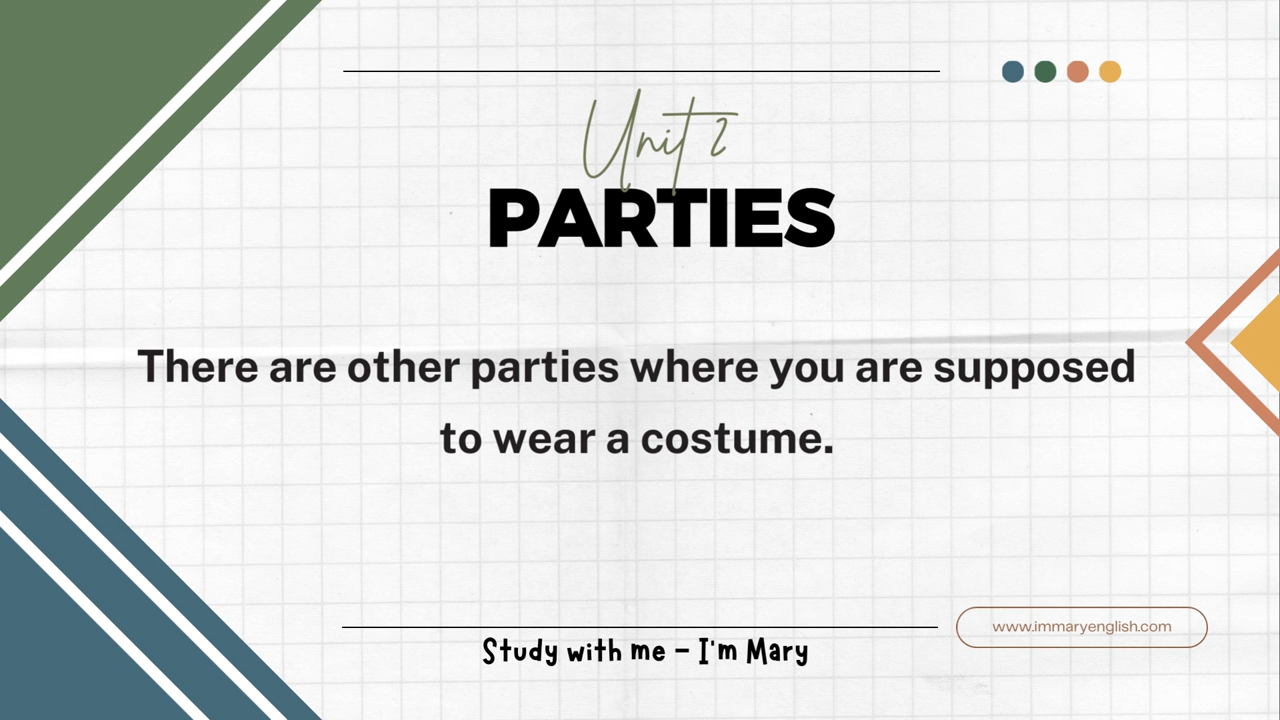 Unit 2
PARTIES
There are other parties where you are supposed
to wear a costume.
www.immaryenglish.com
Study with me - I'm Mary